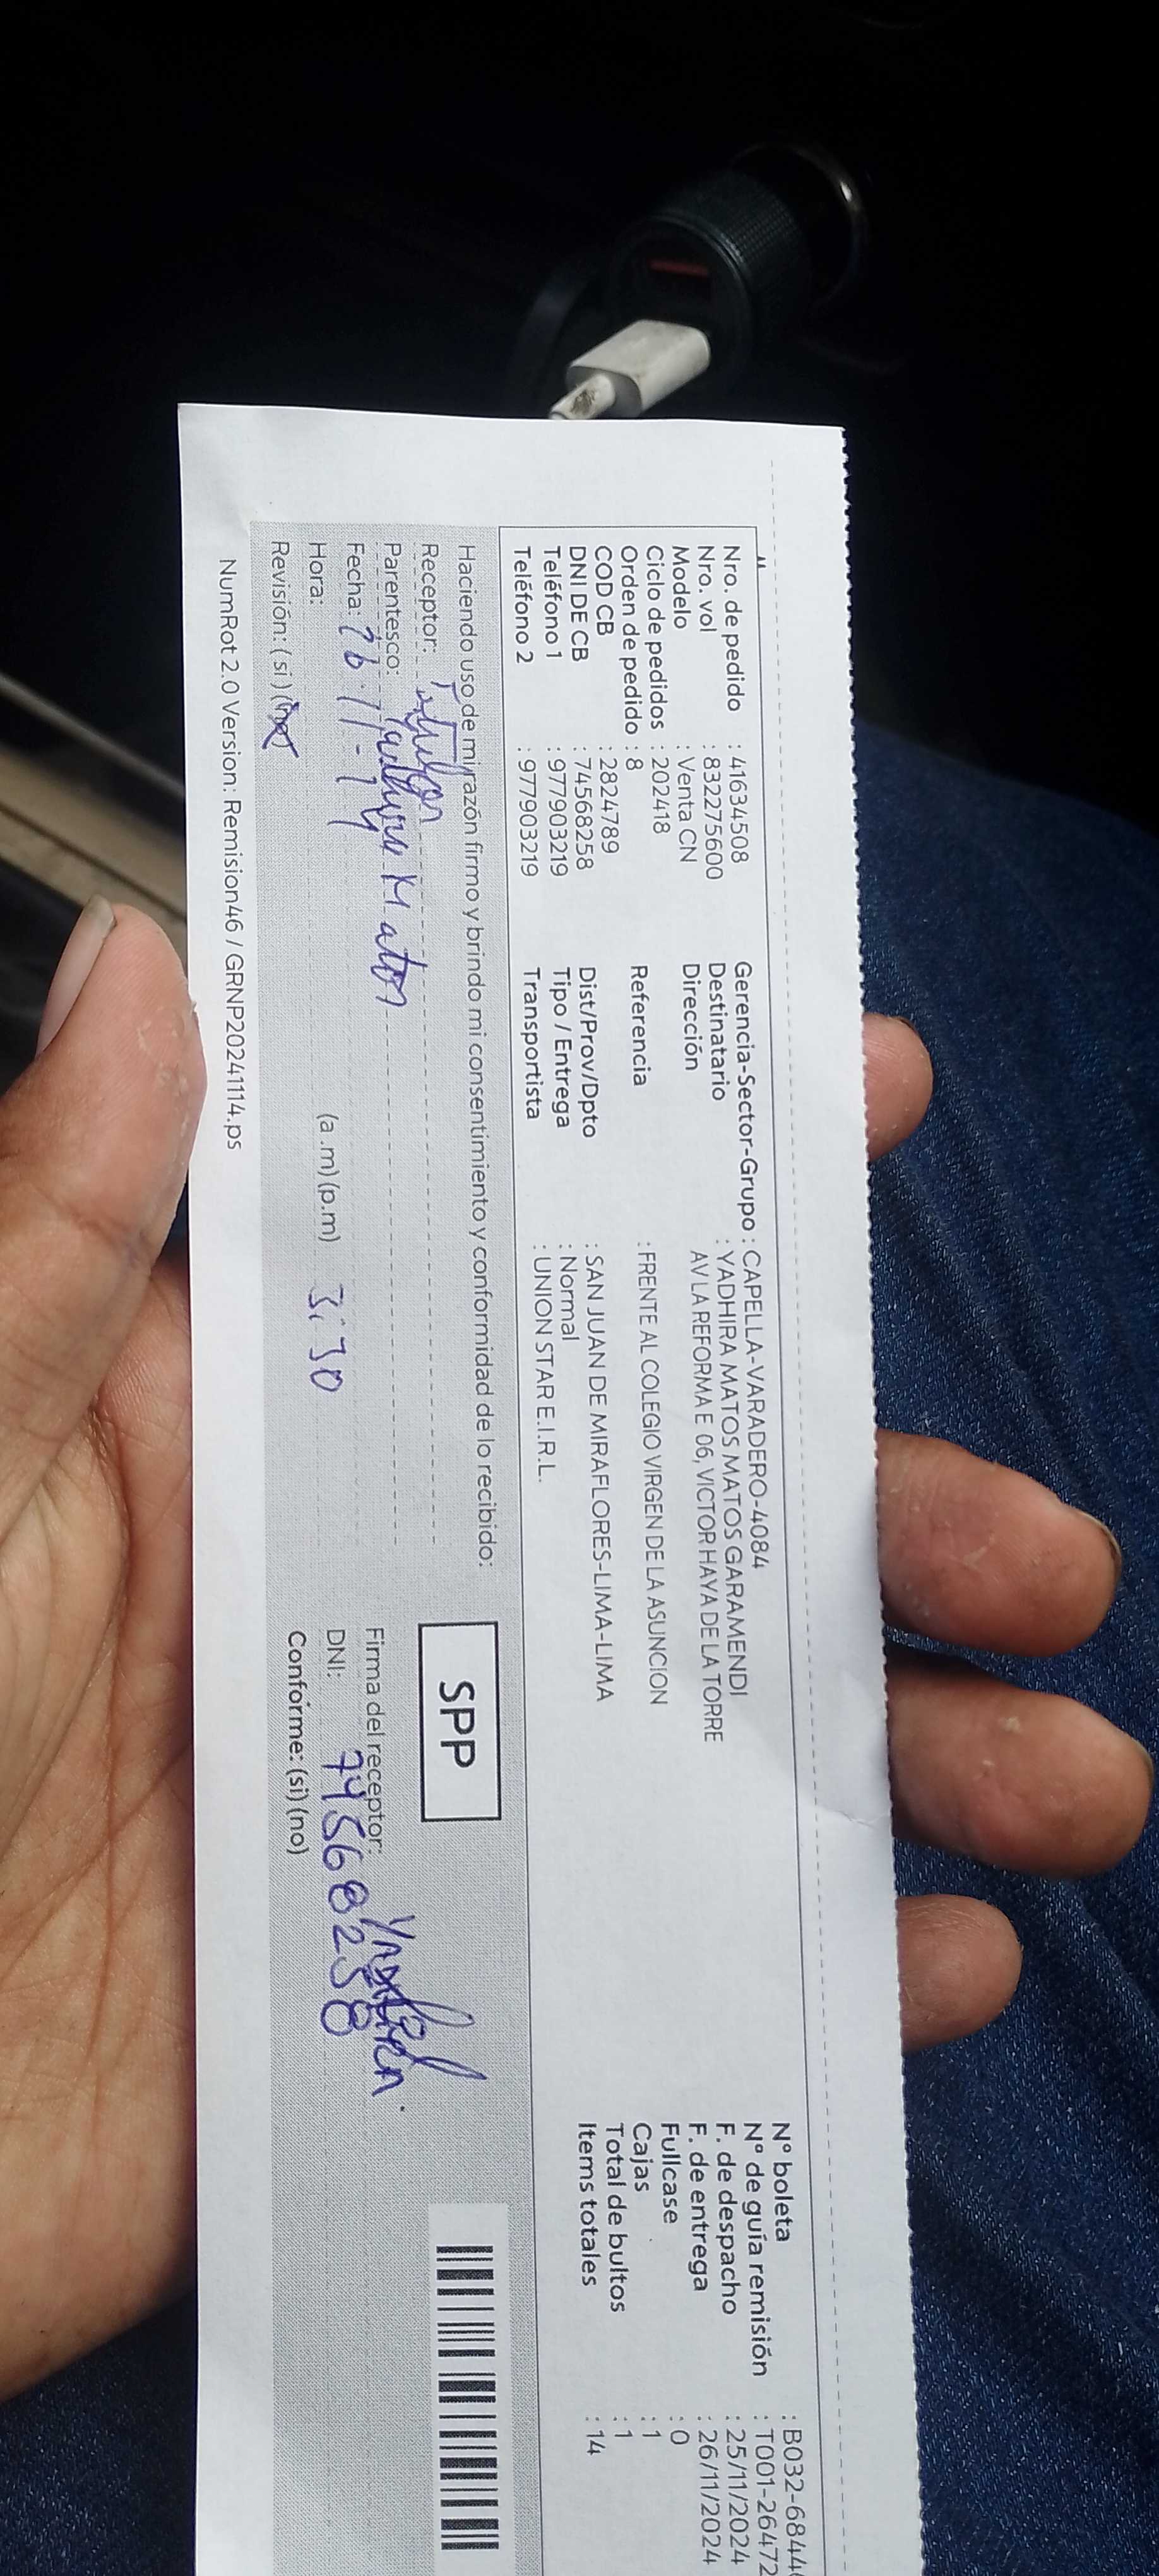 Nro. de pedido : 41634508
Nro. vol : 832275600
Modelo : Venta CN
Ciclo de pedidos : 202418
Orden de pedido : 8
COD CB : 2824789
DNI DE CB : 74568258
Teléfono 1 : 977903219
Teléfono 2 : 977903219
Gerencia-Sector-Grupo : CAPELLA-VARADERO-4084
Destinatario : YADHIRA MATOS MATOS GARAMENDI
Dirección AV LA REFORMA E 06, VICTOR HAYA DE LA TORRE
Referencia : FRENTE AL COLEGIO VIRGEN DE LA ASUNCION
Dist/Prov/Dpto : SAN JUAN DE MIRAFLORES-LIMA-LIMA
Tipo / Entrega : Normal
Transportista : UNION STAR E.I.R.L.
N° boleta : B032-6844
N° de guía remisión : T001-26472
F. de despacho : 25/11/2024
F. de entrega : 26/11/2024
Fullcase : 0
Cajas : 1
Total de bultos : 1
Items totales : 14
Haciendo uso de mi razón firmo y brindo mi consentimiento y conformidad de lo recibido:
Receptor: Titular
Parentesco:
Fecha:
Hora: (a.m) (p.m) 3:30
Revisión: ( si ) (no)
SPP
Firma del receptor:
DNI: 74568258
Conforme: (si) (no)
NumRot 2.0 Version: Remision46 / GRNP20241114.ps